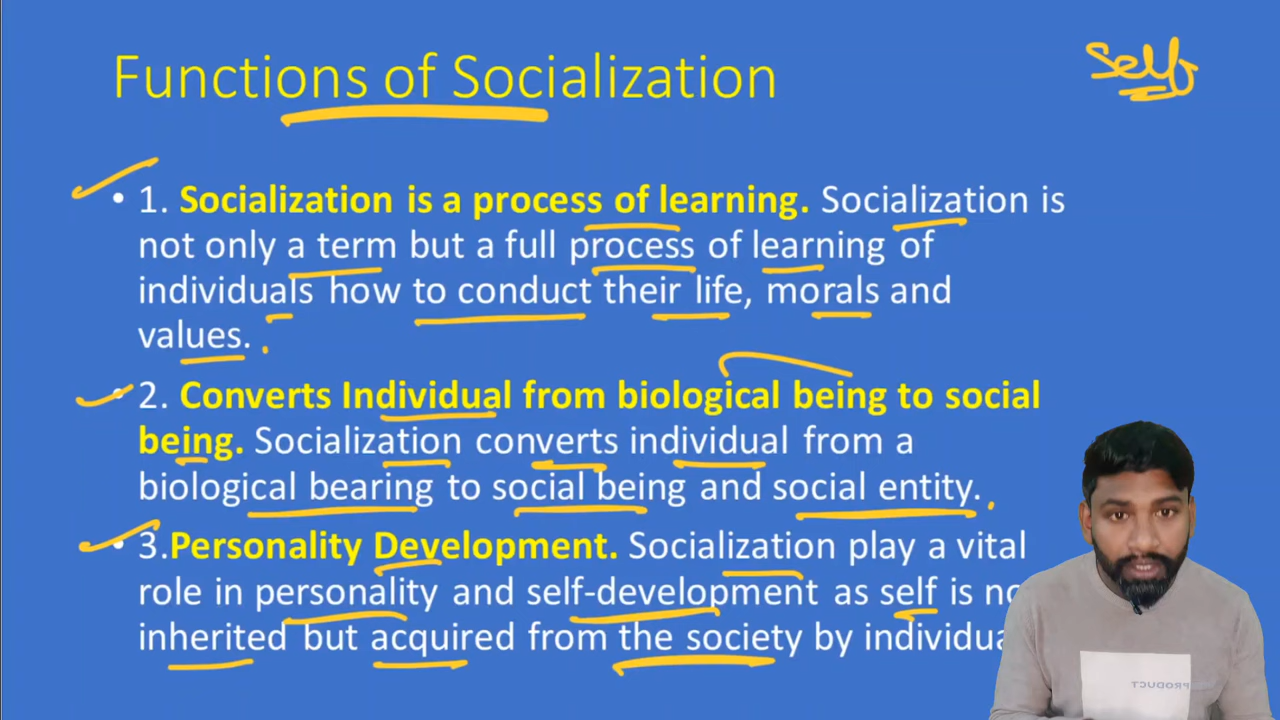 Functions of Socialization
Self
• 1. Socialization is a process of learning. Socialization is
not only a term but a full process of learning of
individuals how to conduct their life, morals and
values.
• 2. Converts Individual from biological being to social
being. Socialization converts individual from a
biological bearing to social being and social entity.
• 3.Personality Development. Socialization play a vital
role in personality and self-development as self is
inherited but acquired from the society by
PRODUCT